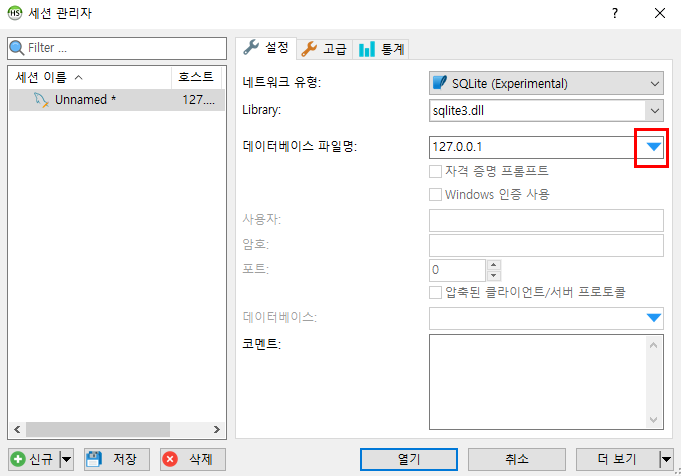 HS 세션 관리자
Filter ...
세션 이름 호스트
Unnamed * 127....
설정 고급 통계
네트워크 유형: SQLite (Experimental)
Library: sqlite3.dll
데이터베이스 파일명: 127.0.0.1
자격 증명 프롬프트
Windows 인증 사용
사용자:
암호:
포트: 0
압축된 클라이언트/서버 프로토콜
데이터베이스:
코멘트:
신규 저장 삭제 열기 취소 더 보기